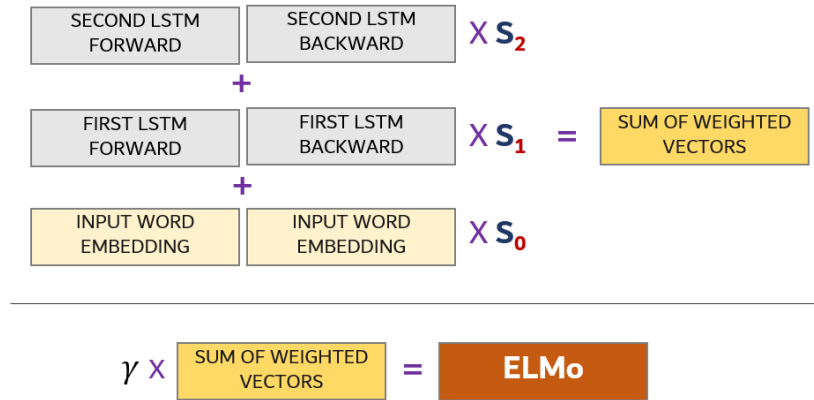 SECOND LSTM FORWARD SECOND LSTM BACKWARD X S₂
+
FIRST LSTM FORWARD FIRST LSTM BACKWARD X S₁ = SUM OF WEIGHTED VECTORS
+
INPUT WORD EMBEDDING INPUT WORD EMBEDDING X S₀
γ X SUM OF WEIGHTED VECTORS = ELMo